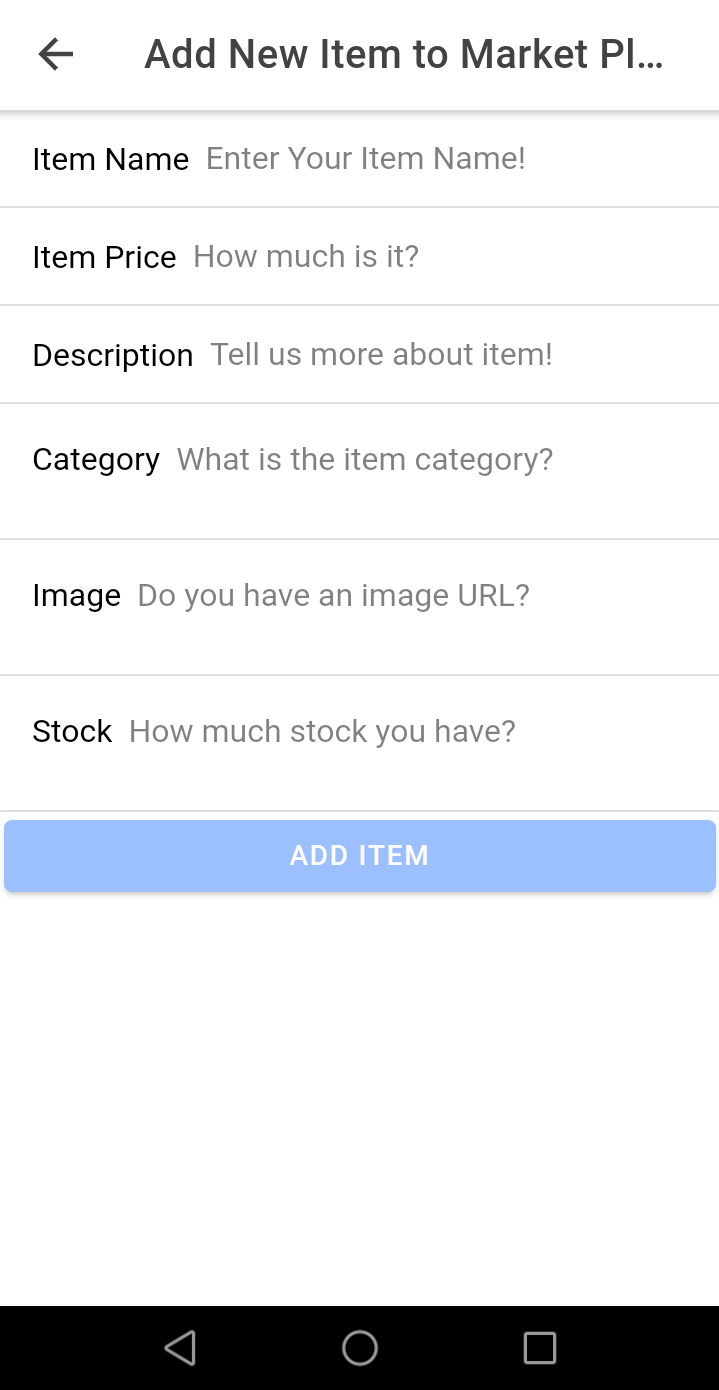 Add New Item to Market Pl...
Item Name Enter Your Item Name!
Item Price How much is it?
Description Tell us more about item!
Category What is the item category?
Image Do you have an image URL?
Stock How much stock you have?
ADD ITEM